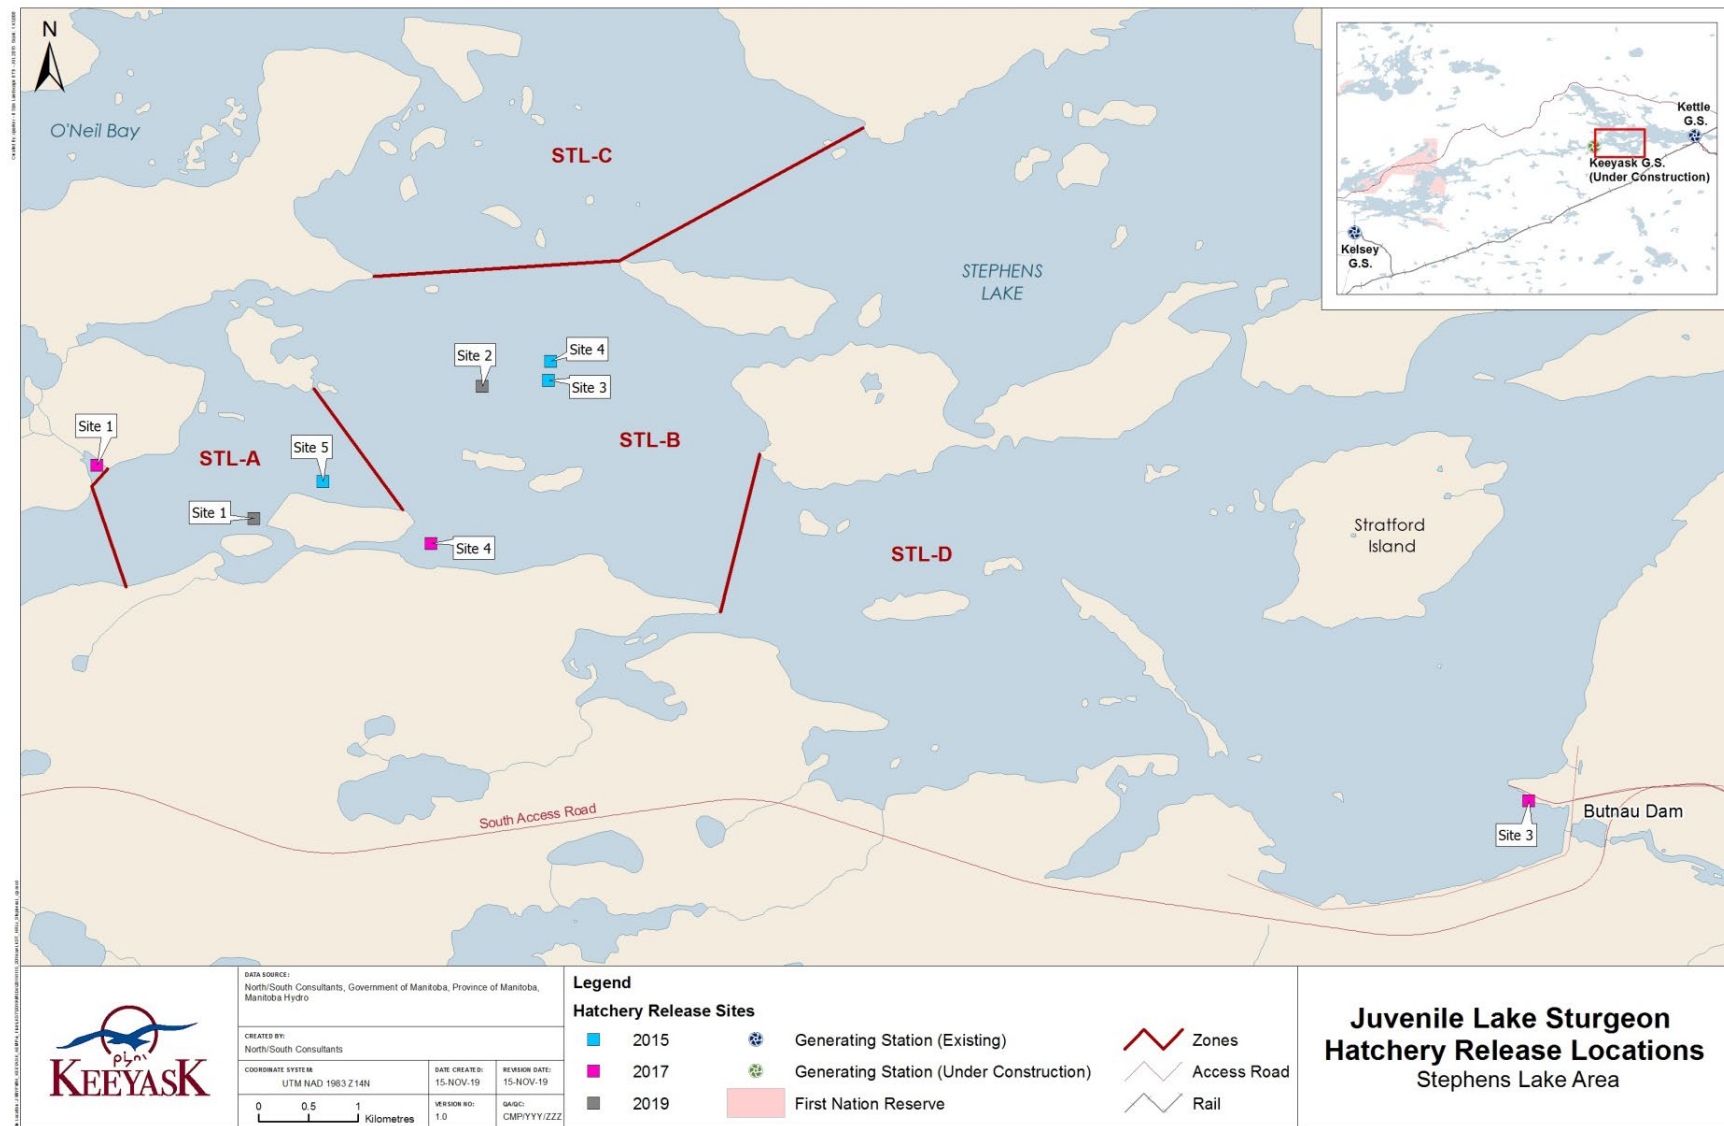 N
O'Neil Bay
STL-C
STEPHENS
LAKE
Kettle
G.S.
Keeyask G.S.
(Under Construction)
Kelsey
G.S.
Site 2
Site 4
Site 3
Site 1
STL-A
Site 5
STL-B
Site 1
Site 4
STL-D
Stratford
Island
South Access Road
Site 3
Butnau Dam
KEEYASK
DATA SOURCE:
North/South Consultants, Government of Manitoba, Province of Manitoba,
Manitoba Hydro
CREATED BY:
North/South Consultants
COORDINATE SYSTEM:
UTM NAD 1983 Z14N
DATE CREATED:
15-NOV-19
REVISION DATE:
15-NOV-19
0 0.5 1
Kilometres
VERSION NO:
1.0
QA/QC:
CMP/YYY/ZZZ
Legend
Hatchery Release Sites
2015
2017
2019
Generating Station (Existing)
Generating Station (Under Construction)
First Nation Reserve
Zones
Access Road
Rail
Juvenile Lake Sturgeon
Hatchery Release Locations
Stephens Lake Area